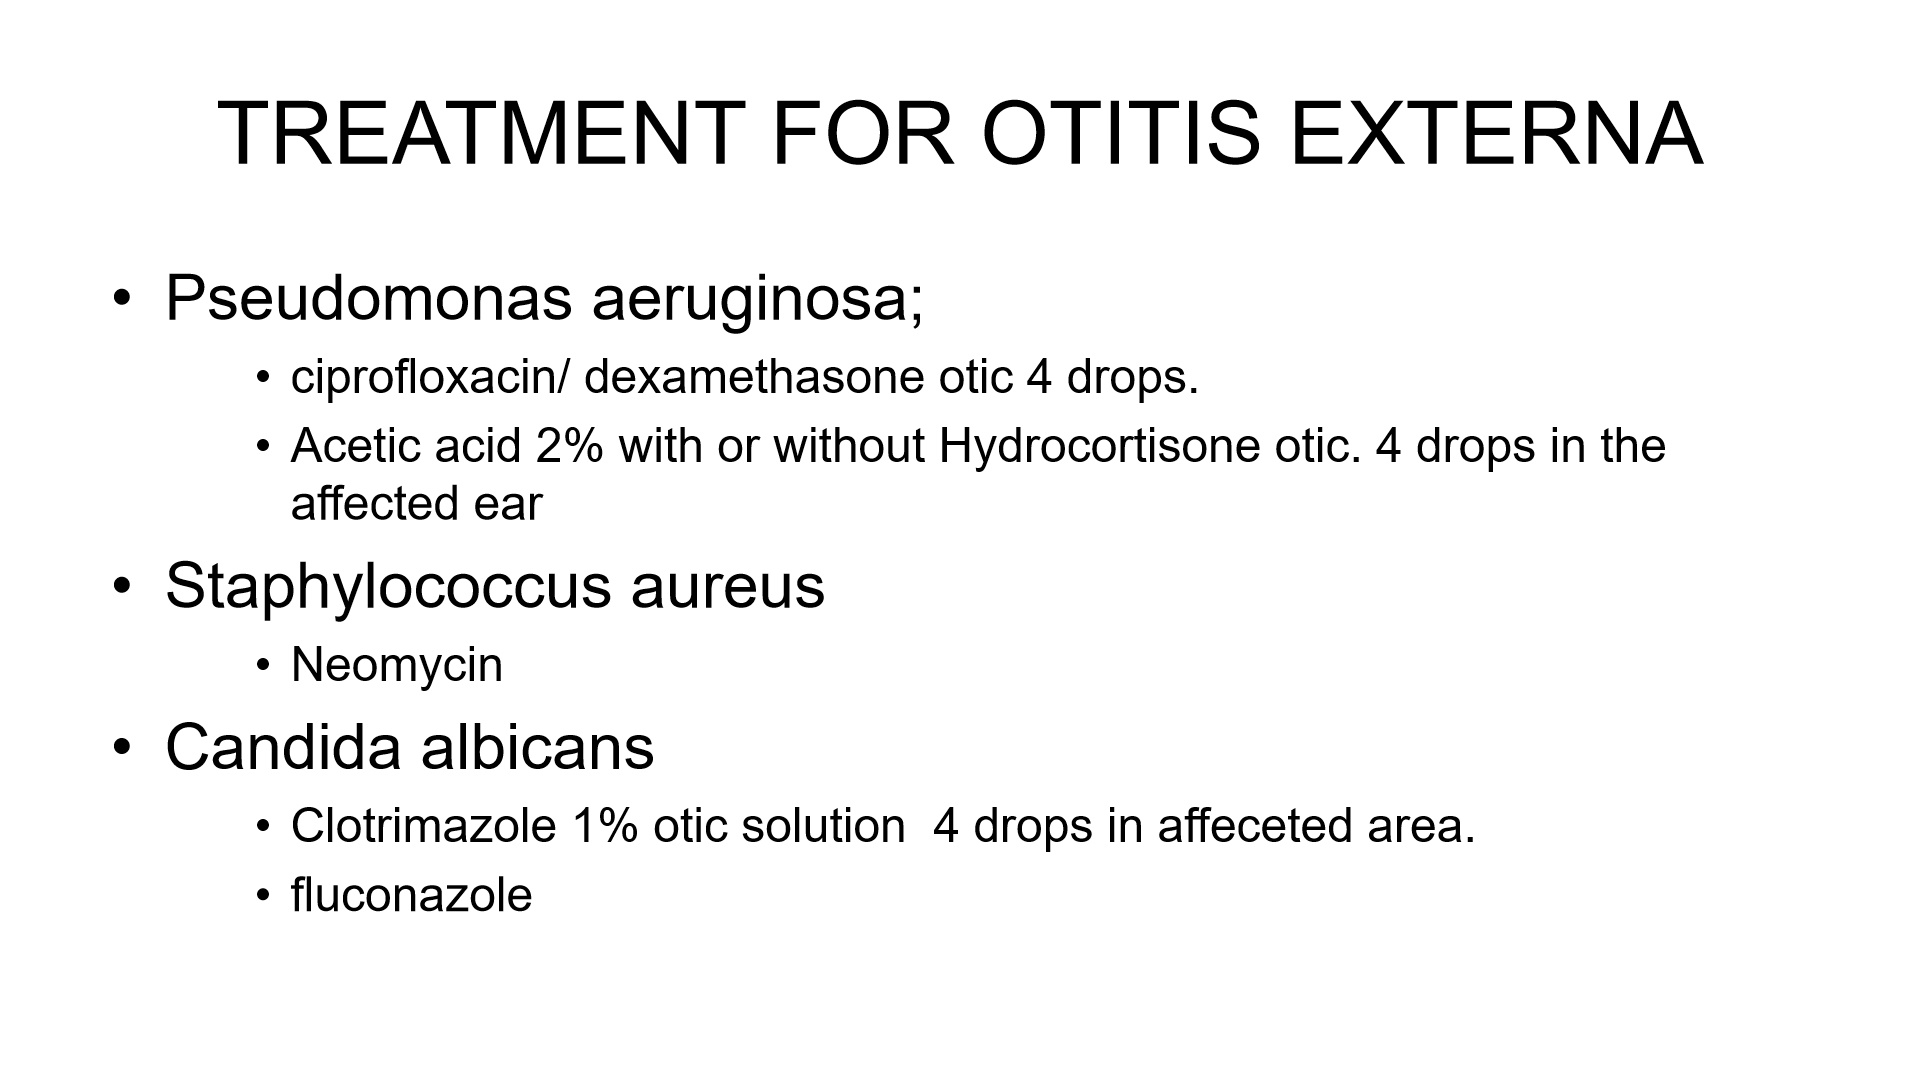 TREATMENT FOR OTITIS EXTERNA
• Pseudomonas aeruginosa;
• ciprofloxacin/ dexamethasone otic 4 drops.
• Acetic acid 2% with or without Hydrocortisone otic. 4 drops in the
affected ear
• Staphylococcus aureus
• Neomycin
• Candida albicans
• Clotrimazole 1% otic solution  4 drops in affeceted area.
• fluconazole